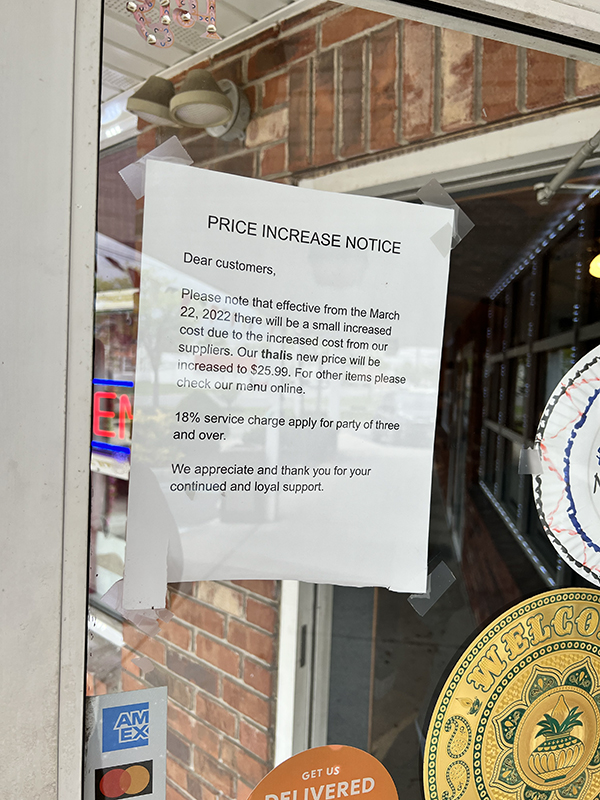 PRICE INCREASE NOTICE
Dear customers,
Please note that effective from the March
22, 2022 there will be a small increased
cost due to the increased cost from our
suppliers. Our thalis new price will be
increased to $25.99. For other items please
check our menu online.
18% service charge apply for party of three
and over.
We appreciate and thank you for your
continued and loyal support.
EN
WELCO
AM
EX
GET US
DELIVERED